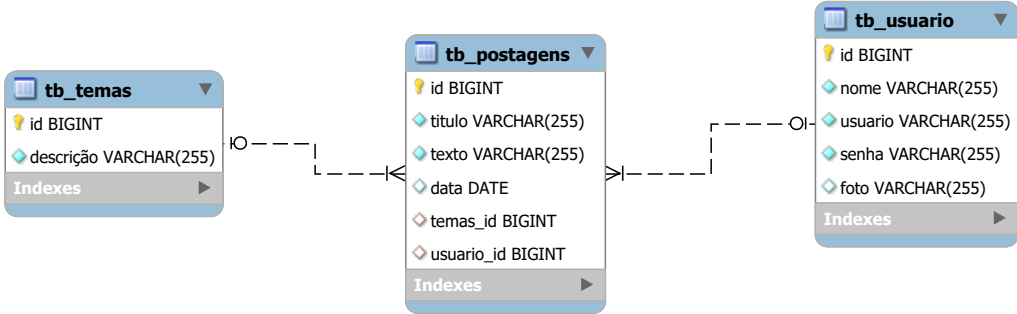 tb_temas
id BIGINT
descrição VARCHAR(255)
Indexes
tb_postagens
id BIGINT
titulo VARCHAR(255)
texto VARCHAR(255)
data DATE
temas_id BIGINT
usuario_id BIGINT
Indexes
tb_usuario
id BIGINT
nome VARCHAR(255)
usuario VARCHAR(255)
senha VARCHAR(255)
foto VARCHAR(255)
Indexes